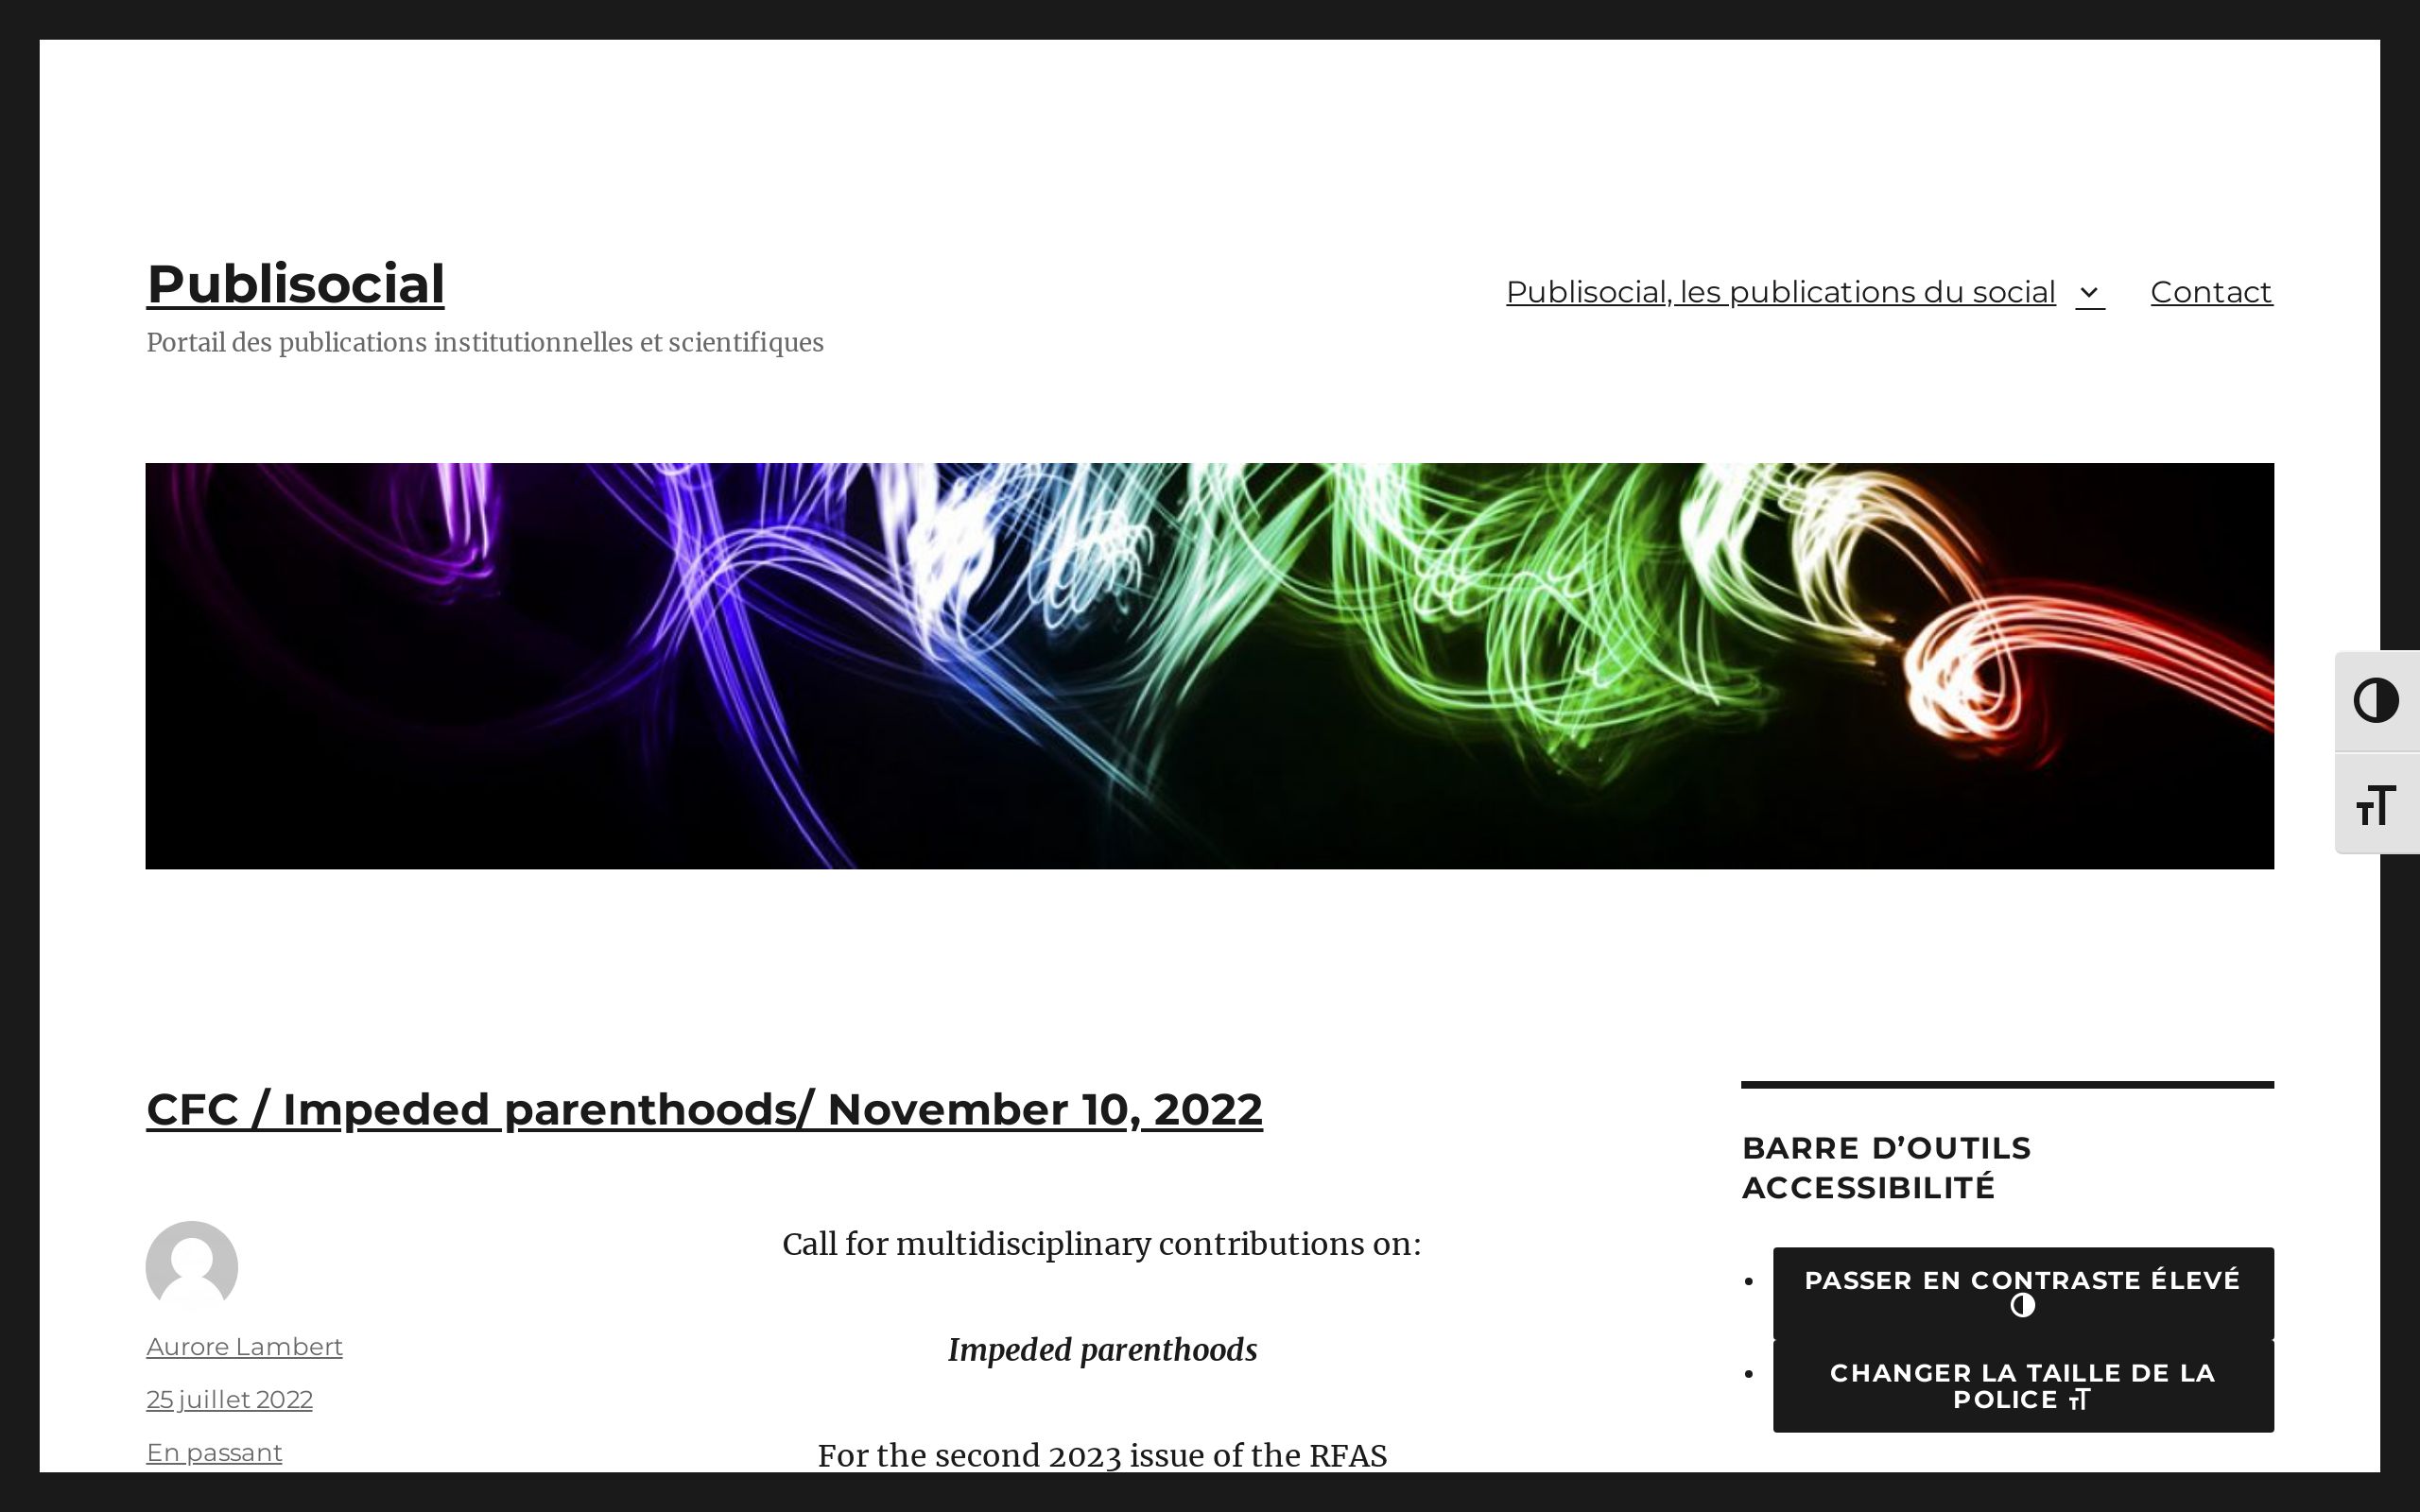 Publisocial
Portail des publications institutionnelles et scientifiques
Publisocial, les publications du social
Contact
CFC / Impeded parenthoods/ November 10, 2022
Aurore Lambert
25 juillet 2022
En passant
Call for multidisciplinary contributions on:
Impeded parenthoods
For the second 2023 issue of the RFAS
BARRE D’OUTILS
ACCESSIBILITÉ
PASSER EN CONTRASTE ÉLEVÉ
CHANGER LA TAILLE DE LA
POLICE